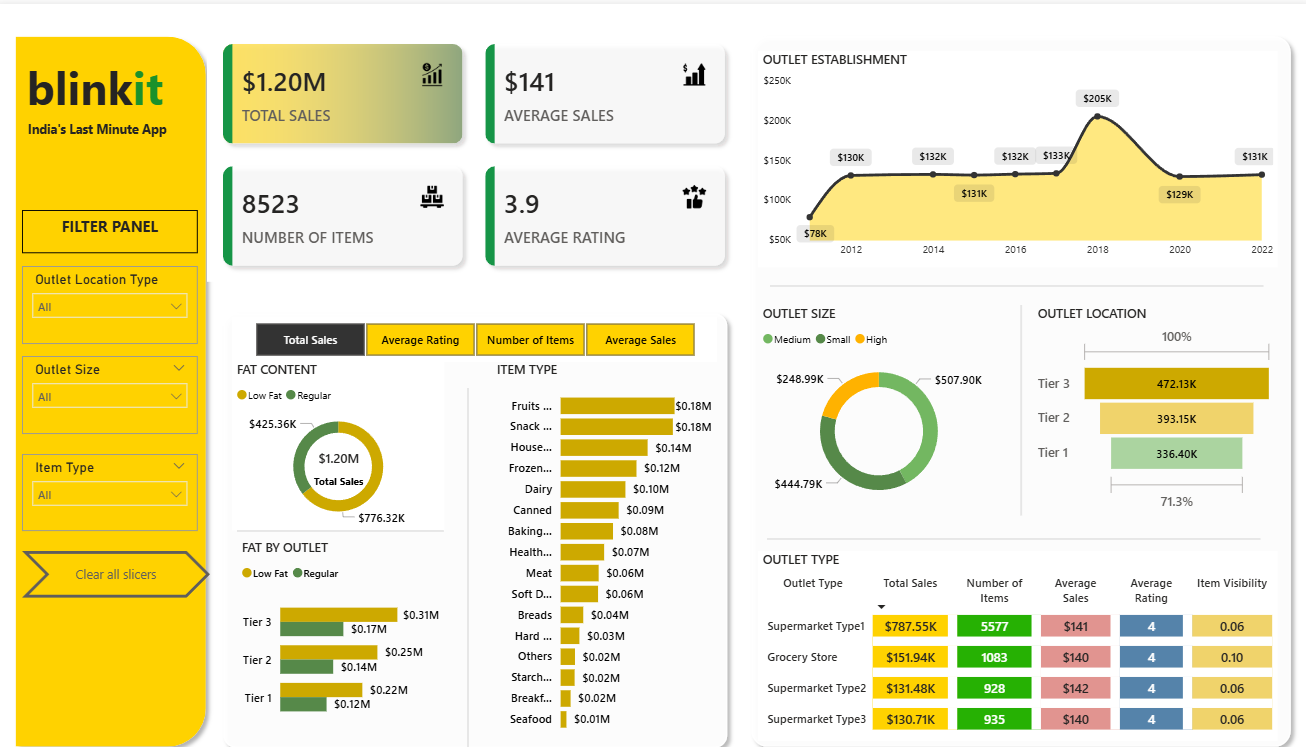 blinkit
India's Last Minute App
FILTER PANEL
Outlet Location Type
All
Outlet Size
All
Item Type
All
Clear all slicers
$1.20M
TOTAL SALES
$141
AVERAGE SALES
8523
NUMBER OF ITEMS
3.9
AVERAGE RATING
Total Sales
Average Rating
Number of Items
Average Sales
FAT CONTENT
Low Fat Regular
$425.36K
$1.20M
Total Sales
$776.32K
FAT BY OUTLET
Low Fat Regular
Tier 3 $0.31M
$0.17M
Tier 2 $0.25M
$0.14M
Tier 1 $0.22M
$0.12M
ITEM TYPE
Fruits ... $0.18M
Snack ... $0.18M
House... $0.14M
Frozen... $0.12M
Dairy $0.10M
Canned $0.09M
Baking... $0.08M
Health... $0.07M
Meat $0.06M
Soft D... $0.06M
Breads $0.04M
Hard ... $0.03M
Others $0.02M
Starch... $0.02M
Breakf... $0.02M
Seafood $0.01M
OUTLET ESTABLISHMENT
$250K
$200K
$150K
$100K
$50K
$78K
$130K
$132K
$131K
$132K
$133K
$205K
$129K
$131K
2012 2014 2016 2018 2020 2022
OUTLET SIZE
Medium Small High
$248.99K
$507.90K
$444.79K
OUTLET LOCATION
100%
Tier 3 472.13K
Tier 2 393.15K
Tier 1 336.40K
71.3%
OUTLET TYPE
Outlet Type Total Sales Number of Items Average Sales Average Rating Item Visibility
Supermarket Type1 $787.55K 5577 $141 4 0.06
Grocery Store $151.94K 1083 $140 4 0.10
Supermarket Type2 $131.48K 928 $142 4 0.06
Supermarket Type3 $130.71K 935 $140 4 0.06